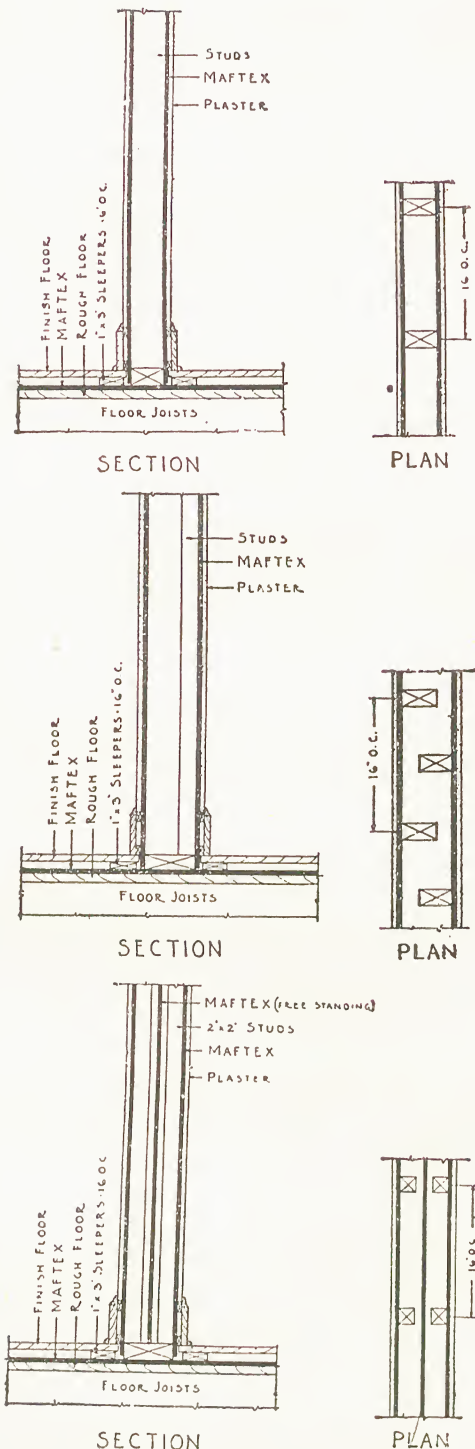 STUDS
MAFTEX
PLASTER
FINISH FLOOR
MAFTEX
ROUGH FLOOR
1"x3" SLEEPERS-16"O.C.
FLOOR JOISTS
SECTION
16 O.C.
PLAN
STUDS
MAFTEX
PLASTER
FINISH FLOOR
MAFTEX
ROUGH FLOOR
1"x3" SLEEPERS-16"O.C.
FLOOR JOISTS
SECTION
16"O.C.
PLAN
MAFTEX (FREE STANDING)
2"x2" STUDS
MAFTEX
PLASTER
FINISH FLOOR
MAFTEX
ROUGH FLOOR
1"x3" SLEEPERS-16 O.C
FLOOR JOISTS
SECTION
16"O.C.
PLAN